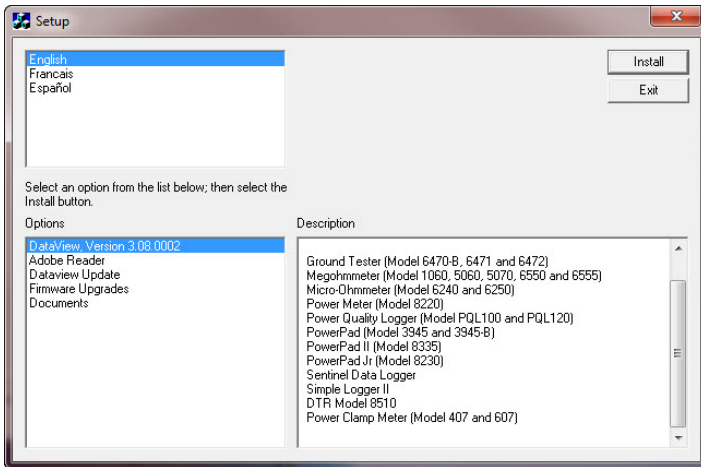 Setup
English
Francais
Español
Install
Exit
Select an option from the list below; then select the
Install button.
Options
DataView, Version 3.08.0002
Adobe Reader
Dataview Update
Firmware Upgrades
Documents
Description
Ground Tester (Model 6470-B, 6471 and 6472)
Megohmmeter (Model 1060, 5060, 5070, 6550 and 6555)
Micro-Ohmmeter (Model 6240 and 6250)
Power Meter (Model 8220)
Power Quality Logger (Model PQL100 and PQL120)
PowerPad (Model 3945 and 3945-B)
PowerPad II (Model 8335)
PowerPad Jr (Model 8230)
Sentinel Data Logger
Simple Logger II
DTR Model 8510
Power Clamp Meter (Model 407 and 607)